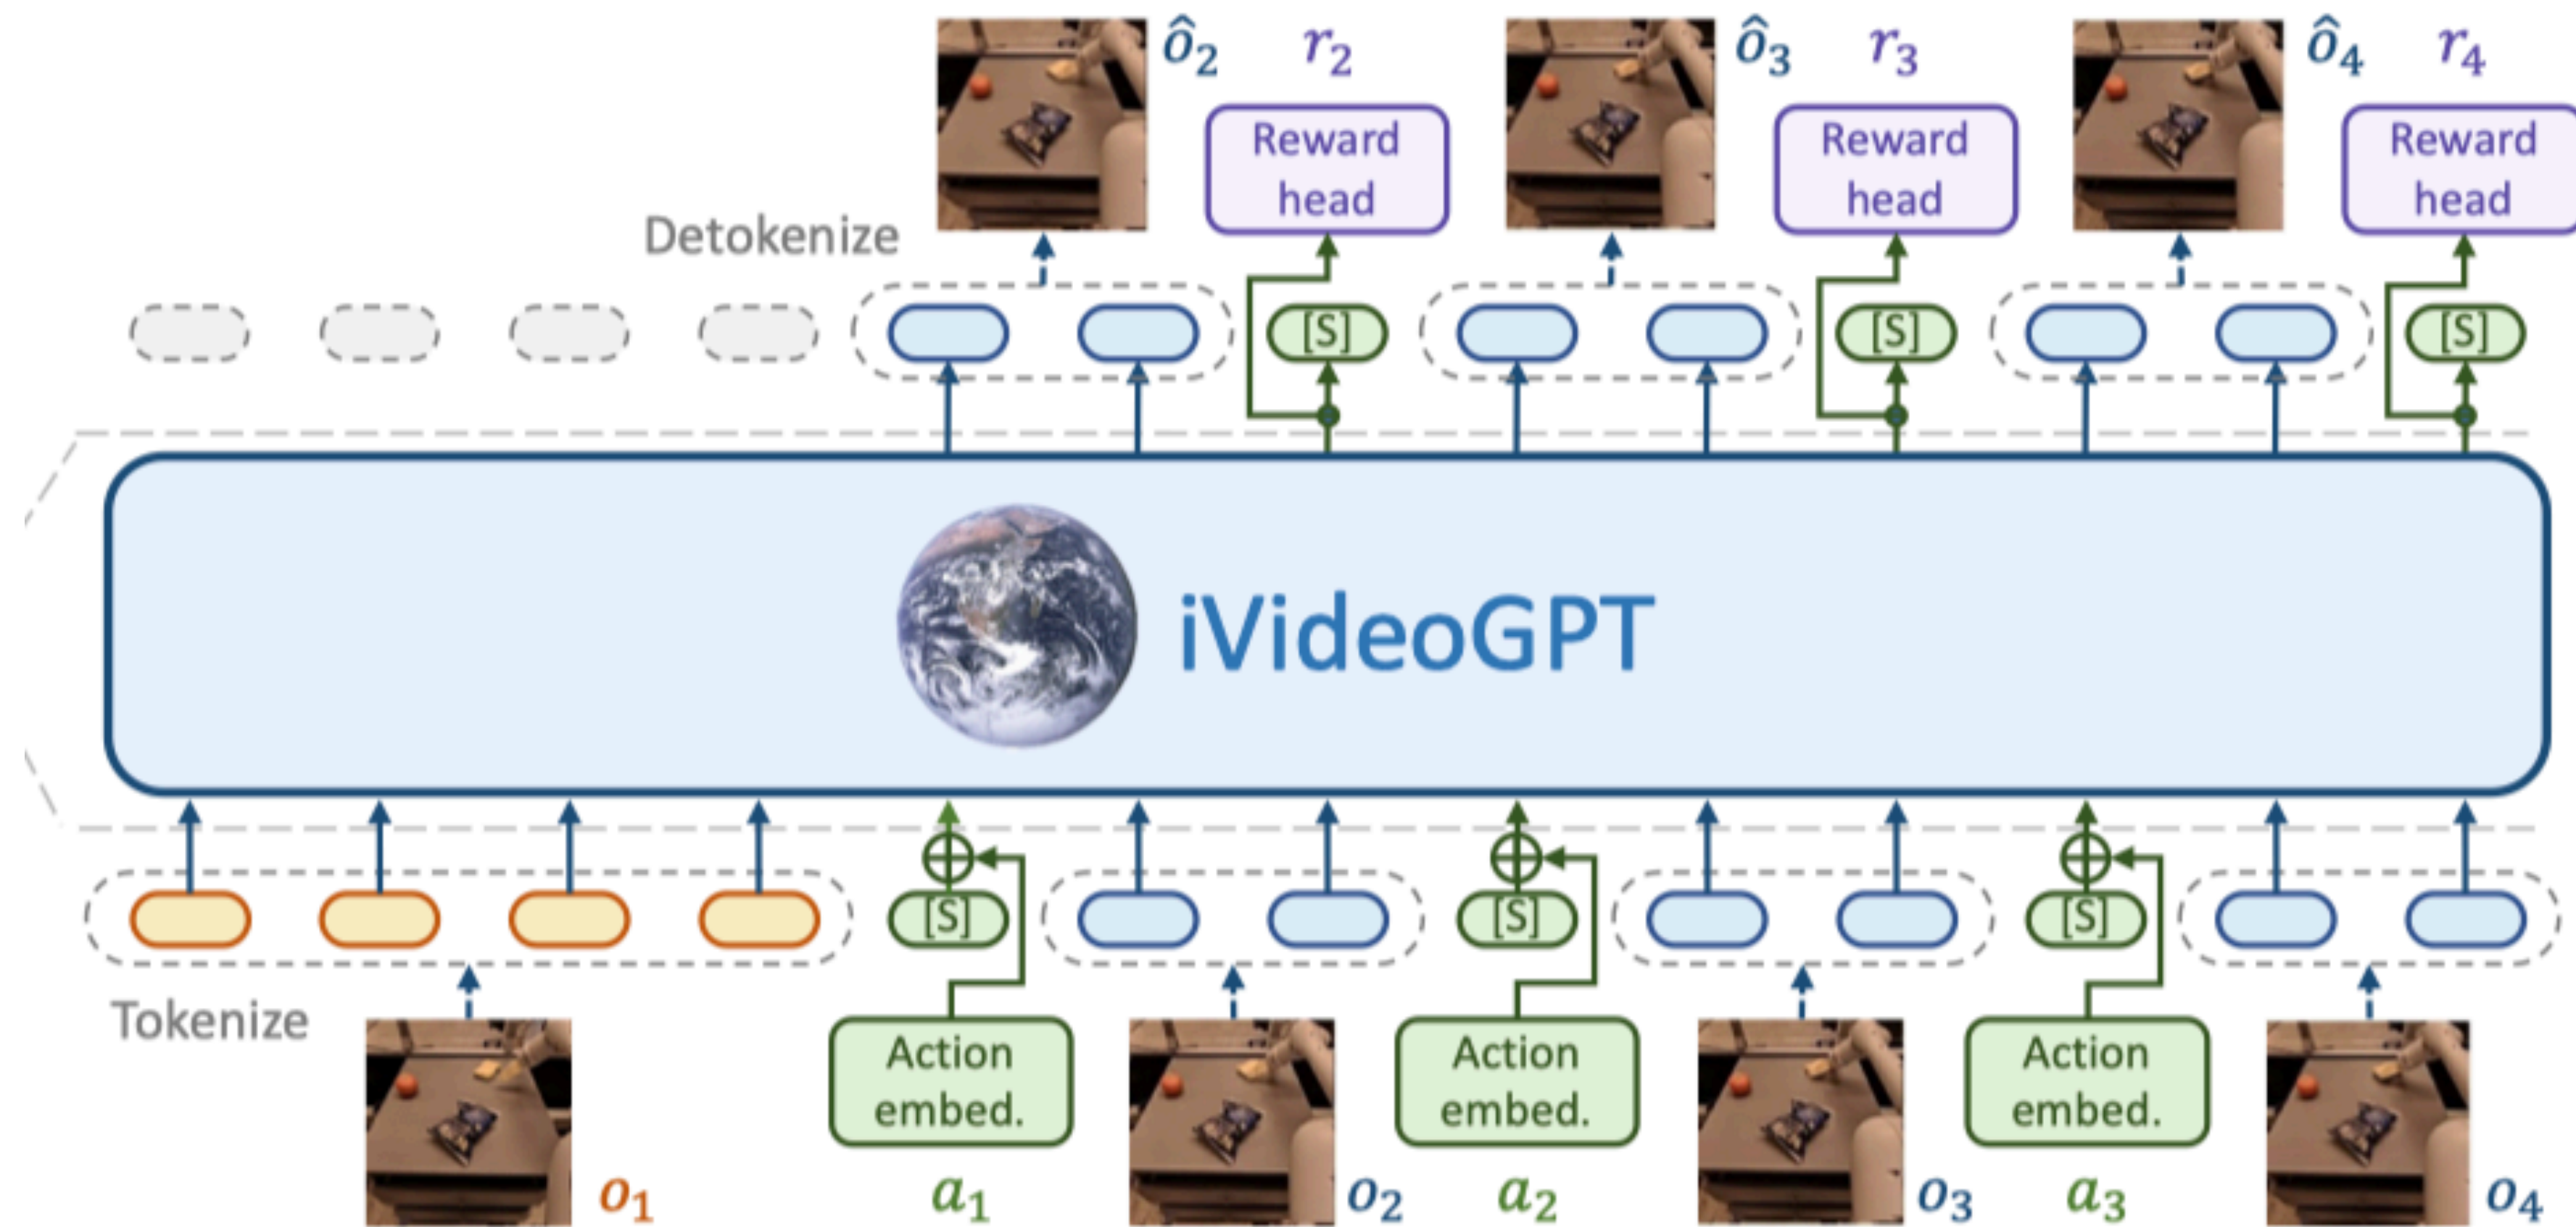 ô₂ r₂ ô₃ r₃ ô₄ r₄
Reward
head
Reward
head
Reward
head
Detokenize
[S] [S] [S]
iVideoGPT
[S] [S] [S]
Tokenize
Action
embed.
Action
embed.
Action
embed.
o₁ a₁ o₂ a₂ o₃ a₃ o₄